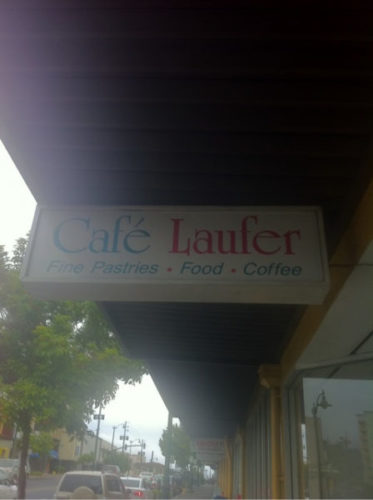 Café Laufer
Fine Pastries • Food • Coffee